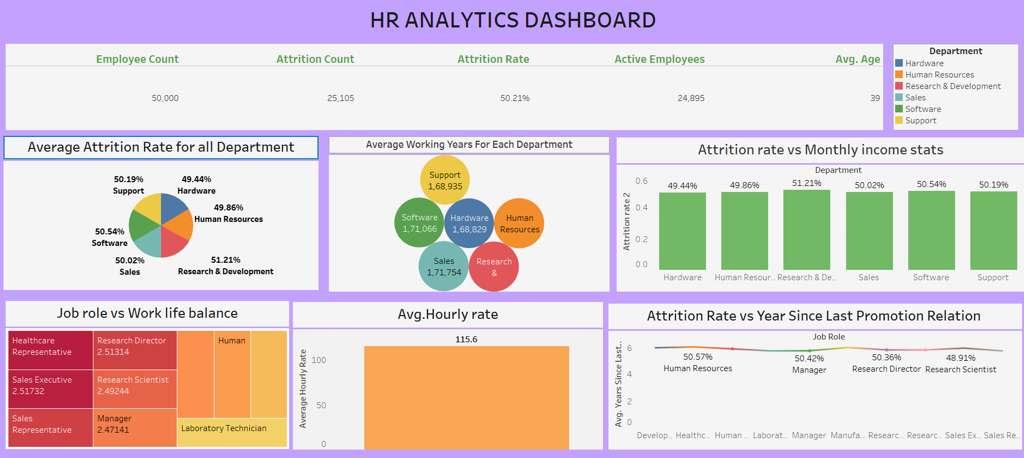 HR ANALYTICS DASHBOARD
Employee Count
Attrition Count
Attrition Rate
Active Employees
Avg. Age
50,000
25,105
50.21%
24,895
39
Department
Hardware
Human Resources
Research & Development
Sales
Software
Support
Average Attrition Rate for all Department
50.19%
Support
49.44%
Hardware
49.86%
Human Resources
50.54%
Software
50.02%
Sales
51.21%
Research & Development
Average Working Years For Each Department
Support
1,68,935
Software
1,71,066
Hardware
1,68,829
Human
Resources
Sales
1,71,754
Research
&
Attrition rate vs Monthly income stats
Department
Attrition rate 2
0.6
0.4
0.2
0.0
49.44%
49.86%
51.21%
50.02%
50.54%
50.19%
Hardware
Human Resour..
Research & De..
Sales
Software
Support
Job role vs Work life balance
Healthcare
Representative
Research Director
2.51314
Human
Sales Executive
2.51732
Research Scientist
2.49244
Sales
Representative
Manager
2.47141
Laboratory Technician
Avg.Hourly rate
Average Hourly Rate
100
50
0
115.6
Attrition Rate vs Year Since Last Promotion Relation
Job Role
Avg. Years Since Last..
6
4
2
0
50.57%
Human Resources
50.42%
Manager
50.36%
Research Director
48.91%
Research Scientist
Develop..
Healthc..
Human ..
Laborat..
Manager
Manufa..
Researc..
Researc..
Sales Ex..
Sales Re..